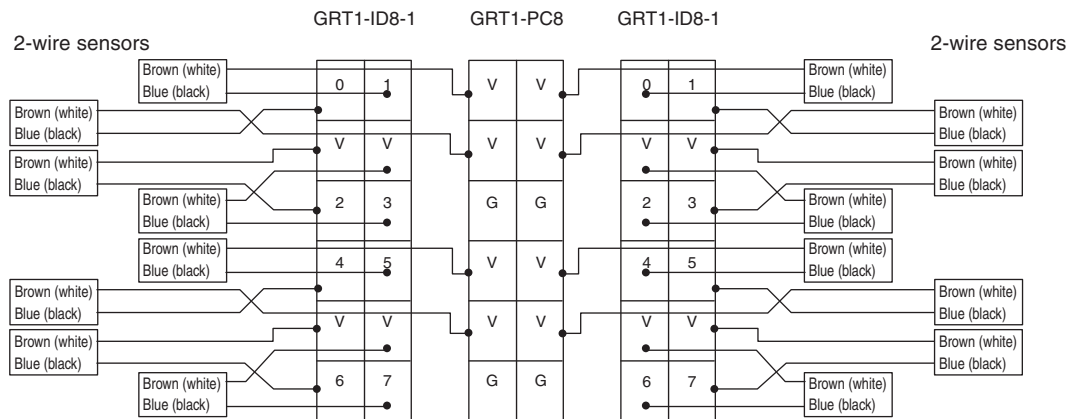 GRT1-ID8-1 GRT1-PC8 GRT1-ID8-1
2-wire sensors 2-wire sensors
Brown (white) Brown (white)
Blue (black) 0 1 V V 0 1 Blue (black)
Brown (white) Brown (white)
Blue (black) Blue (black)
V V V V V V
Brown (white) Brown (white)
Blue (black) Blue (black)
Brown (white) 2 3 G G 2 3 Brown (white)
Blue (black) Blue (black)
Brown (white) Brown (white)
Blue (black) 4 5 V V 4 5 Blue (black)
Brown (white) Brown (white)
Blue (black) Blue (black)
V V V V V V
Brown (white) Brown (white)
Blue (black) Blue (black)
Brown (white) 6 7 G G 6 7 Brown (white)
Blue (black) Blue (black)